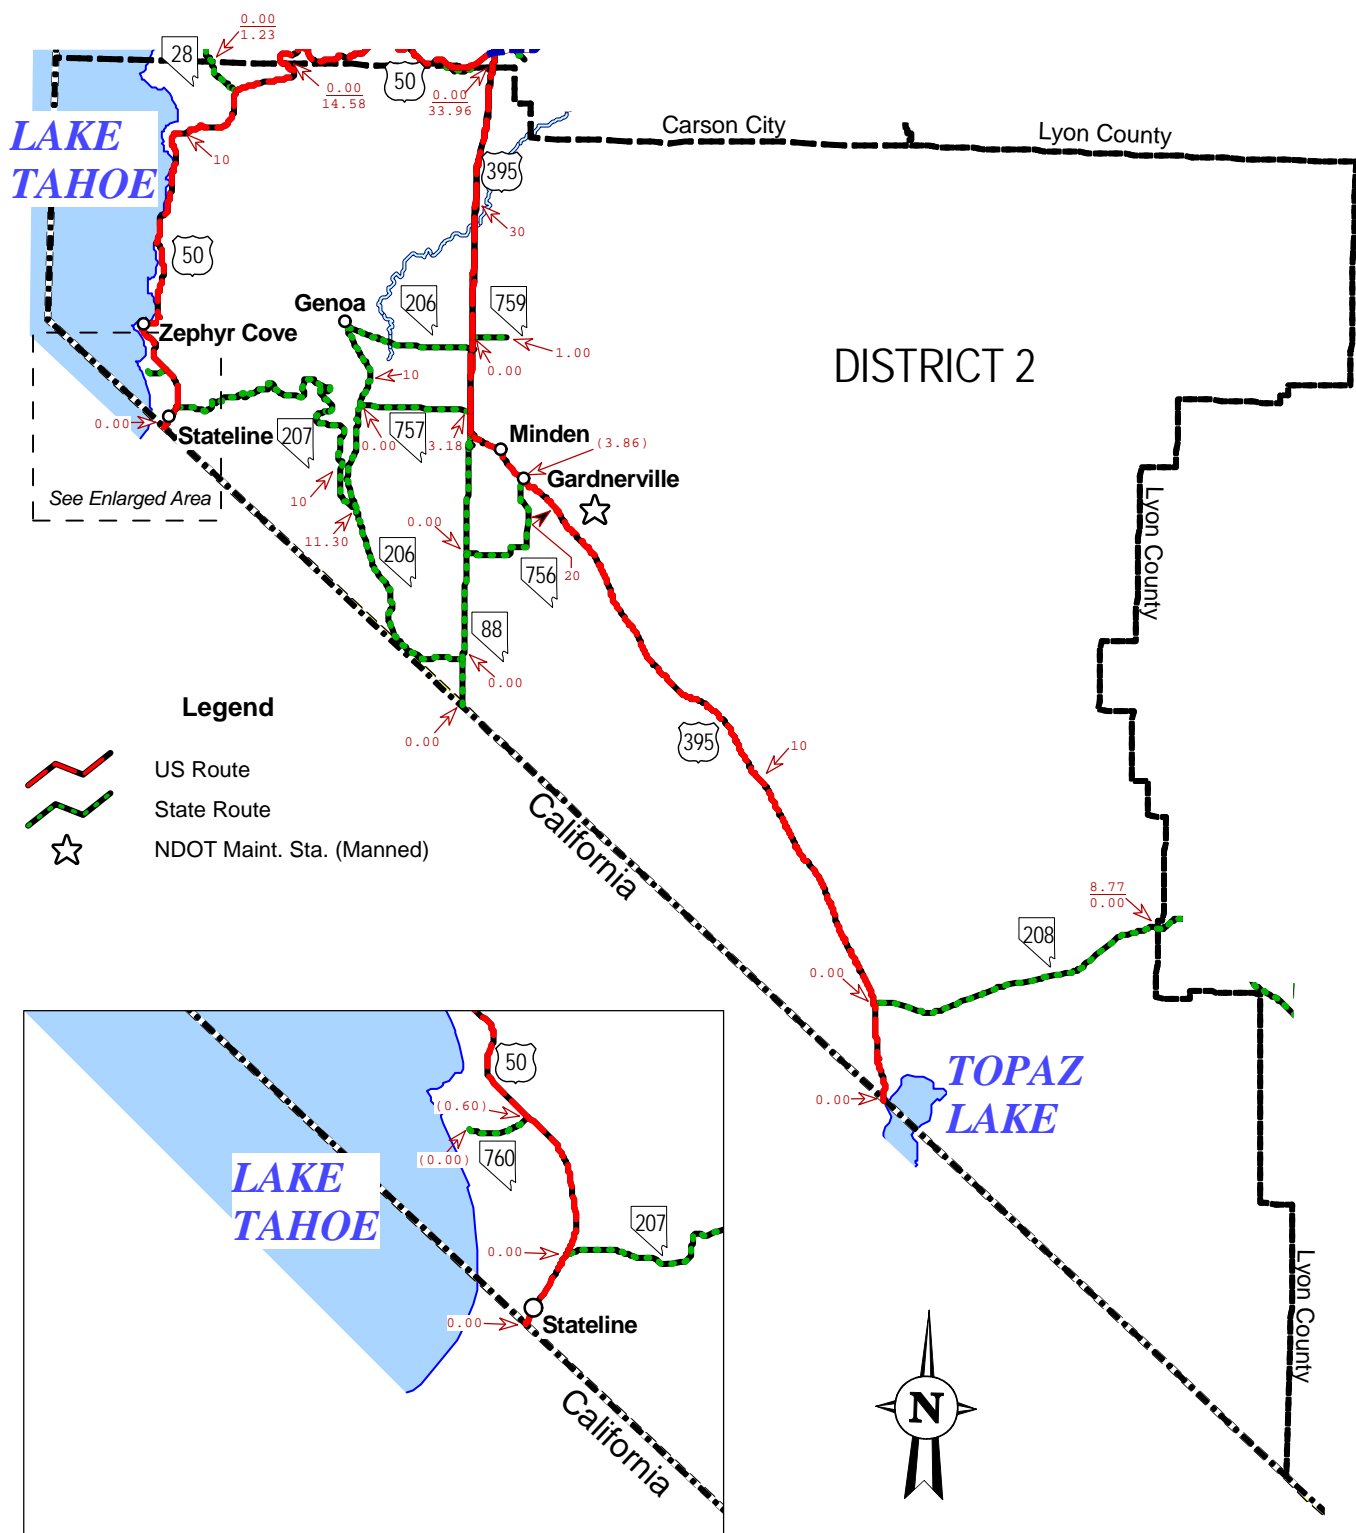 0.00
1.23
28
50
0.00
14.58
0.00
33.96
LAKE
TAHOE
10
Carson City
Lyon County
395
30
50
Genoa
206
759
Zephyr Cove
1.00
0.00
DISTRICT 2
10
0.00
Stateline
207
0.00
757
3.18
Minden
(3.86)
Gardnerville
See Enlarged Area
10
11.30
0.00
206
756
20
Lyon County
88
0.00
0.00
Legend
US Route
State Route
NDOT Maint. Sta. (Manned)
395
10
California
8.77
0.00
208
0.00
TOPAZ
LAKE
0.00
50
(0.60)
(0.00)
760
LAKE
TAHOE
207
0.00
0.00
Stateline
California
Lyon County
N